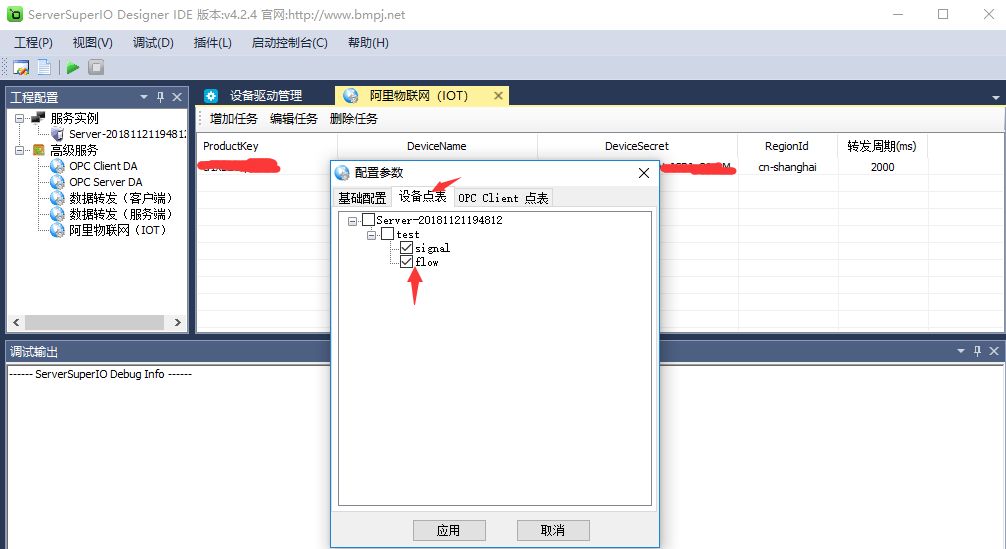 ServerSuperIO Designer IDE 版本:v4.2.4 官网:http://www.bmpj.net
工程(P) 视图(V) 调试(D) 插件(L) 启动控制台(C) 帮助(H)
工程配置
服务实例
Server-2018112119481
高级服务
OPC Client DA
OPC Server DA
数据转发（客户端）
数据转发（服务端）
阿里物联网（IOT）
设备驱动管理 阿里物联网（IOT）
增加任务 编辑任务 删除任务
ProductKey DeviceName DeviceSecret RegionId 转发周期(ms)
cn-shanghai 2000
配置参数
基础配置 设备点表 OPC Client 点表
Server-20181121194812
test
signal
flow
应用 取消
调试输出
------ ServerSuperIO Debug Info ------